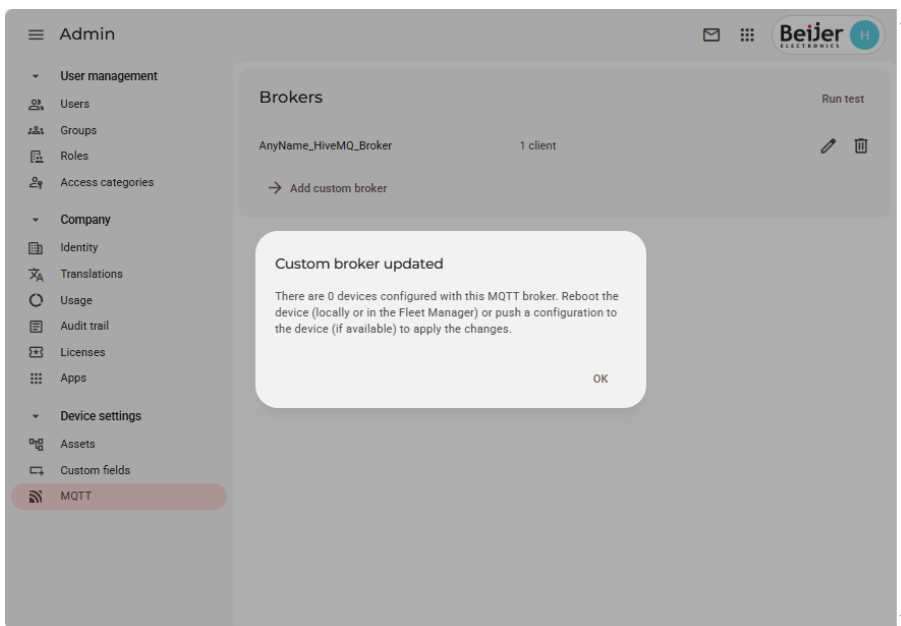 Admin
Beijer
ELECTRONICS
H
User management
Users
Groups
Roles
Access categories
Company
Identity
Translations
Usage
Audit trail
Licenses
Apps
Device settings
Assets
Custom fields
MQTT
Brokers
Run test
AnyName_HiveMQ_Broker
1 client
Add custom broker
Custom broker updated
There are 0 devices configured with this MQTT broker. Reboot the
device (locally or in the Fleet Manager) or push a configuration to
the device (if available) to apply the changes.
OK